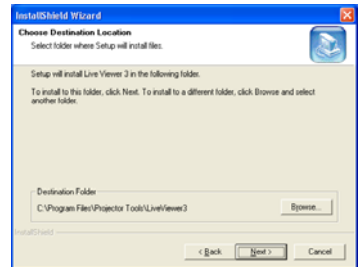 InstallShield Wizard
Choose Destination Location
Select folder where Setup will install files.
Setup will install Live Viewer 3 in the following folder.
To install to this folder, click Next. To install to a different folder, click Browse and select
another folder.
Destination Folder
C:\Program Files\Projector Tools\LiveViewer3
Browse...
InstallShield
< Back
Next >
Cancel